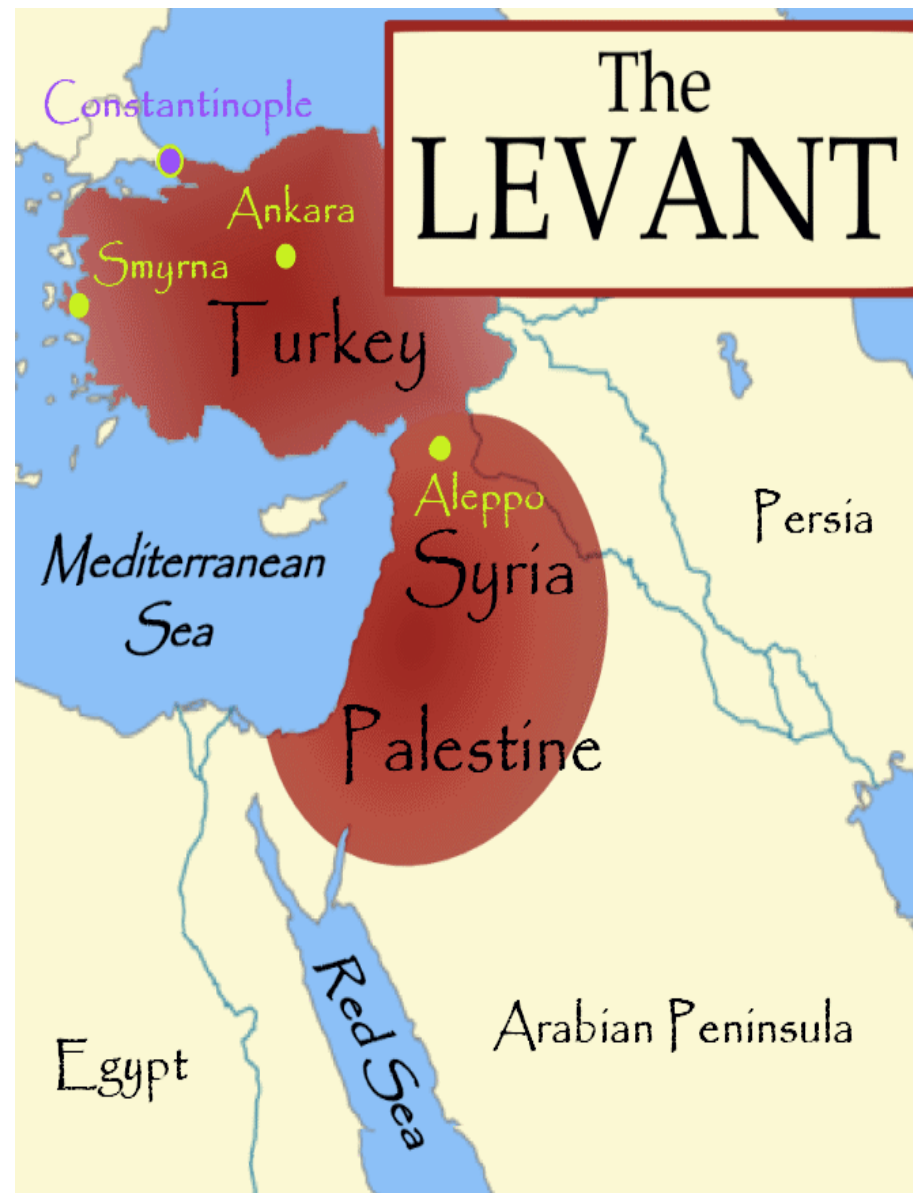 The
LEVANT
Constantinople
Ankara
Smyrna
Turkey
Aleppo
Syria
Persia
Mediterranean
Sea
Palestine
Red Sea
Arabian Peninsula
Egypt